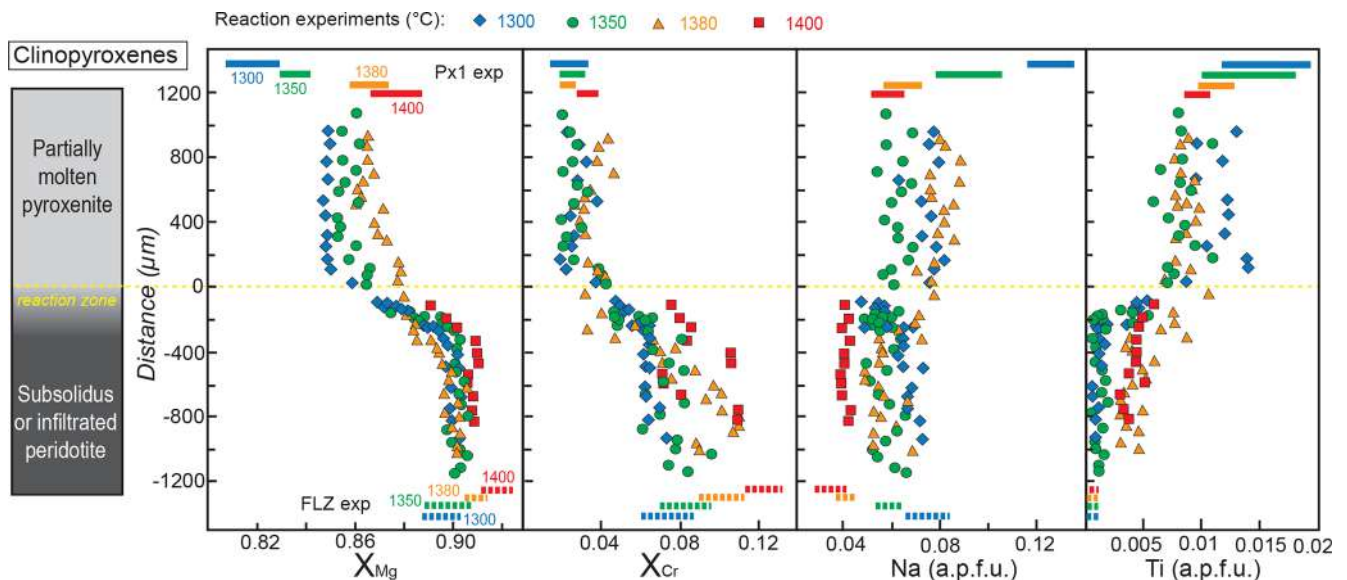 Reaction experiments (°C): 1300 1350 1380 1400
Clinopyroxenes
1300
1350
1380
1400
Px1 exp
1200
800
400
0
-400
-800
-1200
Distance (µm)
Partially
molten
pyroxenite
reaction zone
Subsolidus
or infiltrated
peridotite
FLZ exp
1400
1380
1350
1300
0.82 0.86 0.90
XMg
0.04 0.08 0.12
XCr
0.04 0.08 0.12
Na (a.p.f.u.)
0.005 0.01 0.015 0.02
Ti (a.p.f.u.)